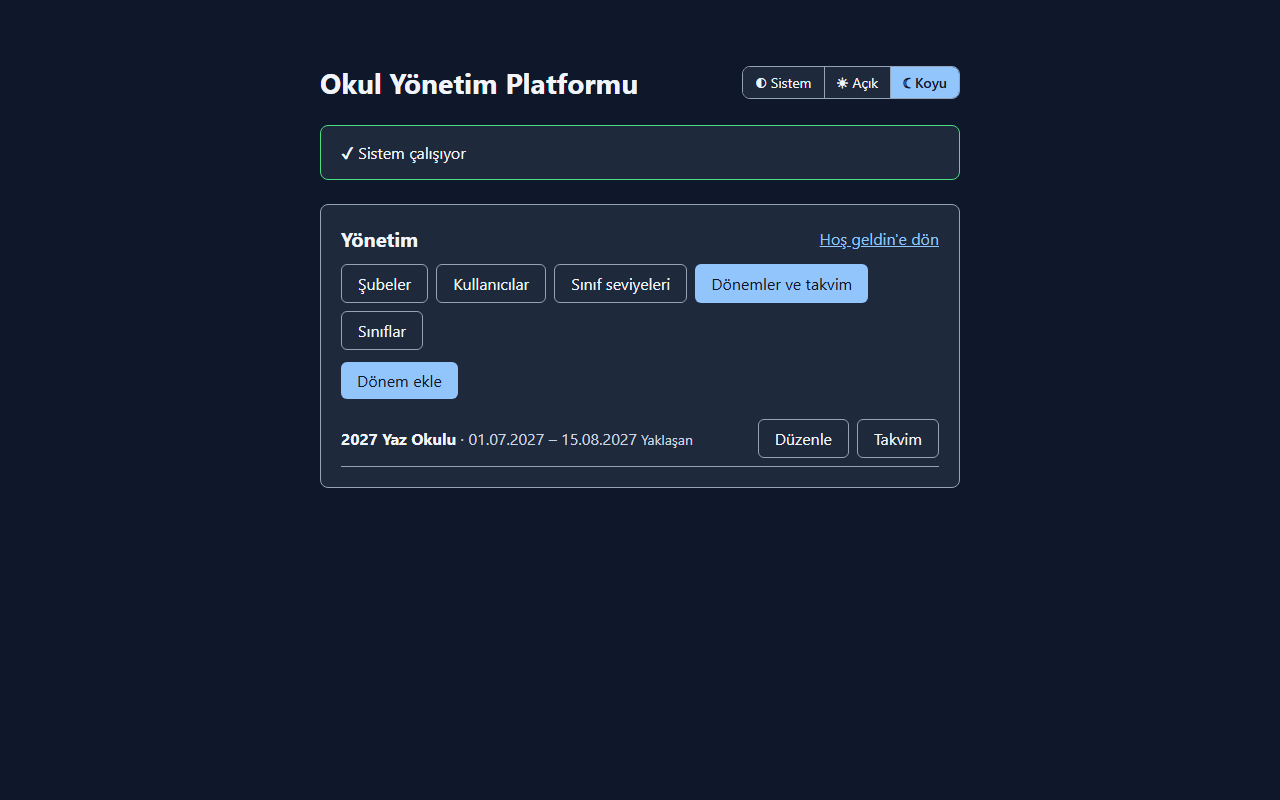 Okul Yönetim Platformu
◐ Sistem ☀ Açık ☾ Koyu
✓ Sistem çalışıyor
Yönetim
Hoş geldin'e dön
Şubeler Kullanıcılar Sınıf seviyeleri Dönemler ve takvim
Sınıflar
Dönem ekle
2027 Yaz Okulu · 01.07.2027 – 15.08.2027 Yaklaşan Düzenle Takvim